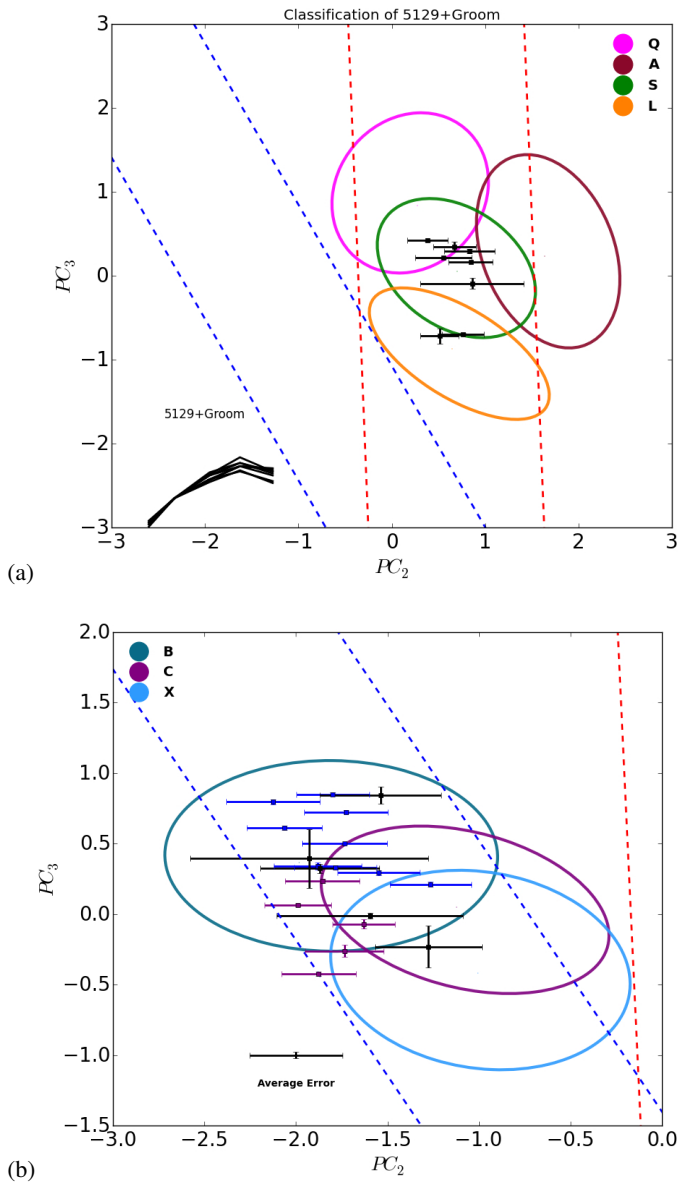 Classification of 5129+Groom
3
2
1
0
−1
−2
−3
PC3
Q
A
S
L
5129+Groom
−3
−2
−1
0
1
2
3
PC2
(a)
2.0
1.5
1.0
0.5
0.0
−0.5
−1.0
−1.5
PC3
B
C
X
Average Error
−3.0
−2.5
−2.0
−1.5
−1.0
−0.5
0.0
PC2
(b)